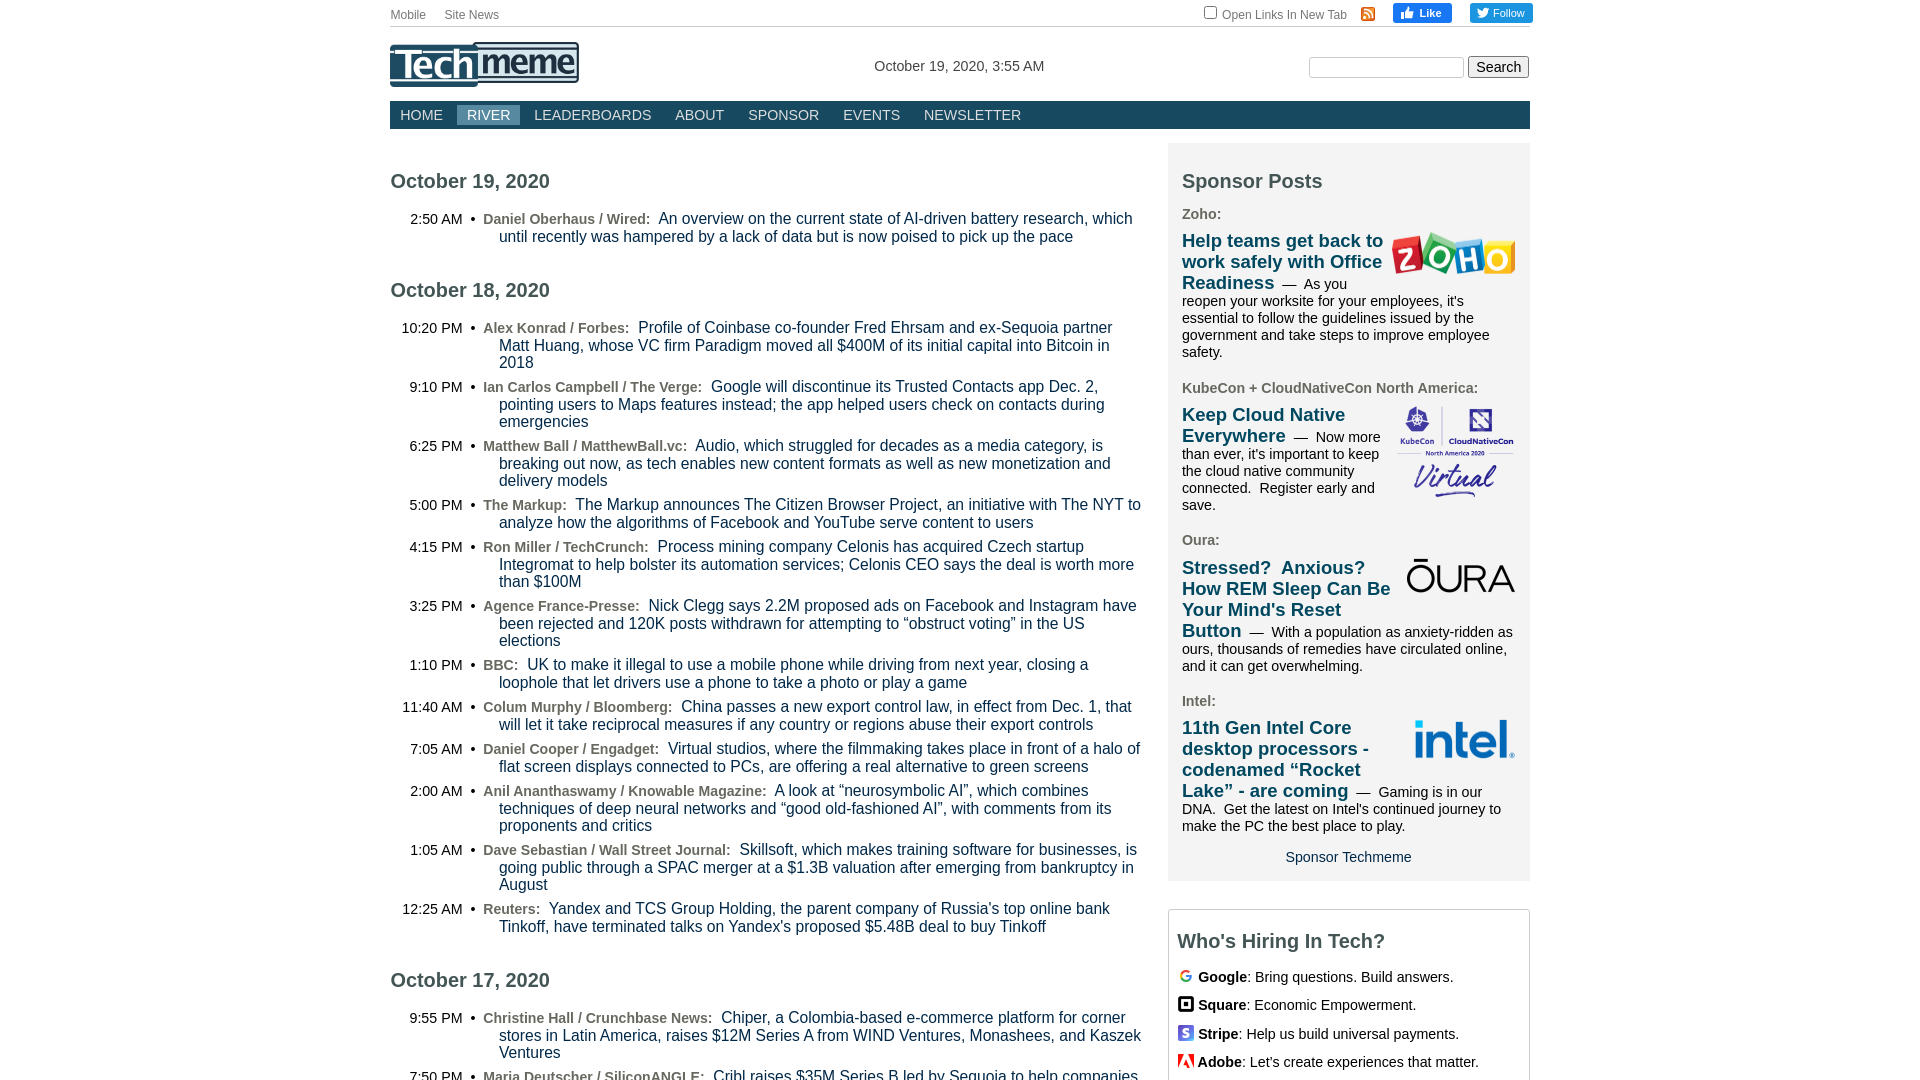 Mobile Site News
Open Links In New Tab
Like
Follow
Techmeme
October 19, 2020, 3:55 AM
Search
HOME RIVER LEADERBOARDS ABOUT SPONSOR EVENTS NEWSLETTER
October 19, 2020
2:50 AM • Daniel Oberhaus / Wired: An overview on the current state of AI-driven battery research, which
until recently was hampered by a lack of data but is now poised to pick up the pace
October 18, 2020
10:20 PM • Alex Konrad / Forbes: Profile of Coinbase co-founder Fred Ehrsam and ex-Sequoia partner
Matt Huang, whose VC firm Paradigm moved all $400M of its initial capital into Bitcoin in
2018
9:10 PM • Ian Carlos Campbell / The Verge: Google will discontinue its Trusted Contacts app Dec. 2,
pointing users to Maps features instead; the app helped users check on contacts during
emergencies
6:25 PM • Matthew Ball / MatthewBall.vc: Audio, which struggled for decades as a media category, is
breaking out now, as tech enables new content formats as well as new monetization and
delivery models
5:00 PM • The Markup: The Markup announces The Citizen Browser Project, an initiative with The NYT to
analyze how the algorithms of Facebook and YouTube serve content to users
4:15 PM • Ron Miller / TechCrunch: Process mining company Celonis has acquired Czech startup
Integromat to help bolster its automation services; Celonis CEO says the deal is worth more
than $100M
3:25 PM • Agence France-Presse: Nick Clegg says 2.2M proposed ads on Facebook and Instagram have
been rejected and 120K posts withdrawn for attempting to “obstruct voting” in the US
elections
1:10 PM • BBC: UK to make it illegal to use a mobile phone while driving from next year, closing a
loophole that let drivers use a phone to take a photo or play a game
11:40 AM • Colum Murphy / Bloomberg: China passes a new export control law, in effect from Dec. 1, that
will let it take reciprocal measures if any country or regions abuse their export controls
7:05 AM • Daniel Cooper / Engadget: Virtual studios, where the filmmaking takes place in front of a halo of
flat screen displays connected to PCs, are offering a real alternative to green screens
2:00 AM • Anil Ananthaswamy / Knowable Magazine: A look at “neurosymbolic AI”, which combines
techniques of deep neural networks and “good old-fashioned AI”, with comments from its
proponents and critics
1:05 AM • Dave Sebastian / Wall Street Journal: Skillsoft, which makes training software for businesses, is
going public through a SPAC merger at a $1.3B valuation after emerging from bankruptcy in
August
12:25 AM • Reuters: Yandex and TCS Group Holding, the parent company of Russia's top online bank
Tinkoff, have terminated talks on Yandex's proposed $5.48B deal to buy Tinkoff
October 17, 2020
9:55 PM • Christine Hall / Crunchbase News: Chiper, a Colombia-based e-commerce platform for corner
stores in Latin America, raises $12M Series A from WIND Ventures, Monashees, and Kaszek
Ventures
7:50 PM • Maria Deutscher / SiliconANGLE: Cribl raises $35M Series B led by Sequoia to help companies
Sponsor Posts
Zoho:
Help teams get back to
work safely with Office
Readiness — As you
reopen your worksite for your employees, it's
essential to follow the guidelines issued by the
government and take steps to improve employee
safety.
ZOHO
KubeCon + CloudNativeCon North America:
Keep Cloud Native
Everywhere — Now more
than ever, it's important to keep
the cloud native community
connected. Register early and
save.
KubeCon CloudNativeCon
North America 2020
Virtual
Oura:
Stressed? Anxious?
How REM Sleep Can Be
Your Mind's Reset
Button — With a population as anxiety-ridden as
ours, thousands of remedies have circulated online,
and it can get overwhelming.
ŌURA
Intel:
11th Gen Intel Core
desktop processors -
codenamed “Rocket
Lake” - are coming — Gaming is in our
DNA. Get the latest on Intel's continued journey to
make the PC the best place to play.
intel®
Sponsor Techmeme
Who's Hiring In Tech?
Google: Bring questions. Build answers.
Square: Economic Empowerment.
Stripe: Help us build universal payments.
Adobe: Let’s create experiences that matter.